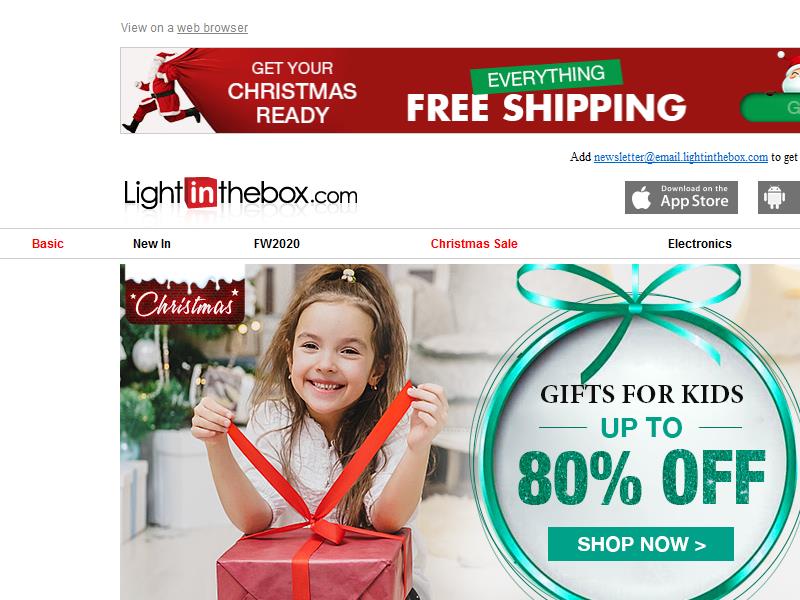 View on a web browser
GET YOUR
CHRISTMAS
READY
EVERYTHING
FREE SHIPPING
G
Add newsletter@email.lightinthebox.com to get
Lightinthebox.com
Download on the
App Store
Basic
New In
FW2020
Christmas Sale
Electronics
Christmas
GIFTS FOR KIDS
UP TO
80% OFF
SHOP NOW >